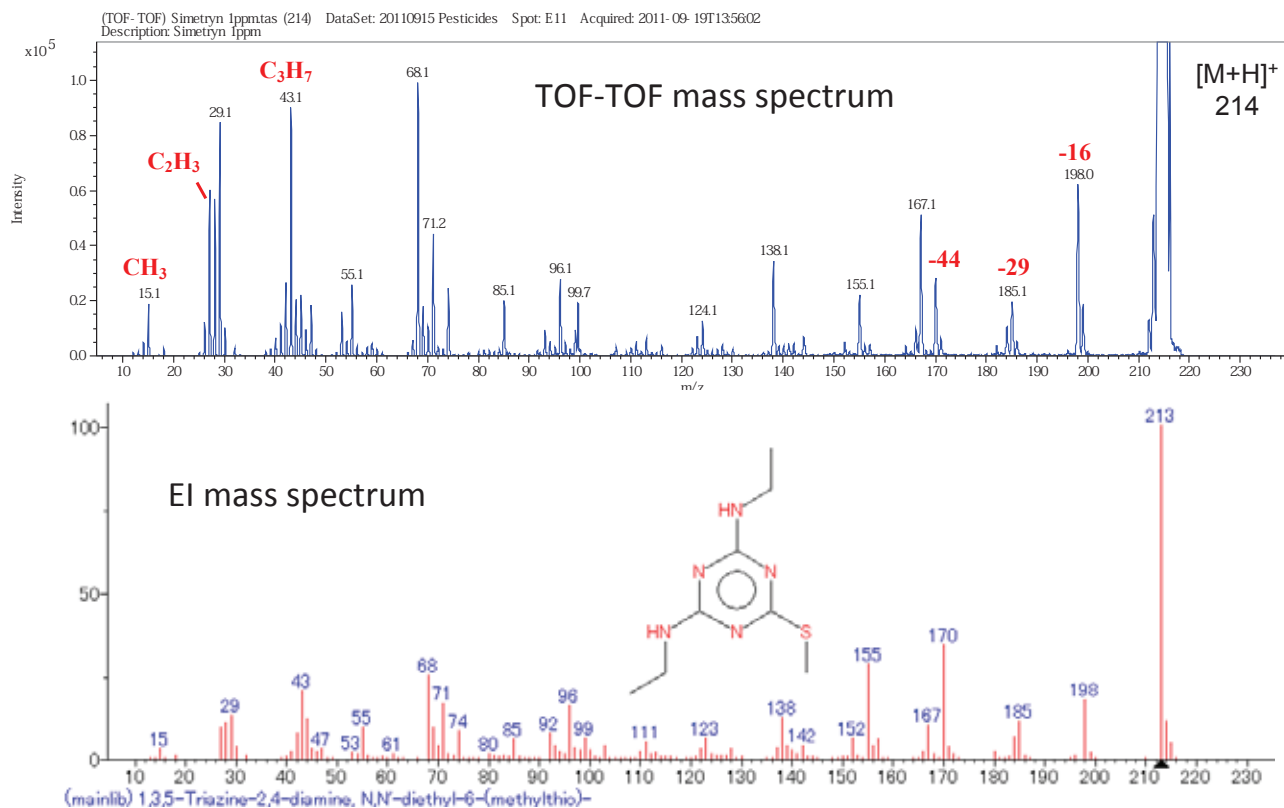 (TOF-TOF) Simetryn 1ppm.tas (214) DataSet: 20110915 Pesticides Spot: E11 Acquired: 2011-09-19T13:56:02
Description: Simetryn 1ppm
x10⁵
TOF-TOF mass spectrum
[M+H]⁺
214
C₃H₇
C₂H₃
CH₃
-16
-44
-29
15.1
29.1
43.1
55.1
68.1
71.2
85.1
96.1
99.7
124.1
138.1
155.1
167.1
185.1
198.0
Intensity
1.0
0.8
0.6
0.4
0.2
0.0
10 20 30 40 50 60 70 80 90 100 110 120 130 140 150 160 170 180 190 200 210 220 230
m/z
EI mass spectrum
100
50
0
15
29
43
47
53
55
61
68
71
74
80
85
92
96
99
111
123
138
142
152
155
167
170
185
198
213
HN
N
N
HN
N
S
10 20 30 40 50 60 70 80 90 100 110 120 130 140 150 160 170 180 190 200 210 220 230
(mainlib) 1,3,5-Triazine-2,4-diamine, N,N'-diethyl-6-(methylthio)-